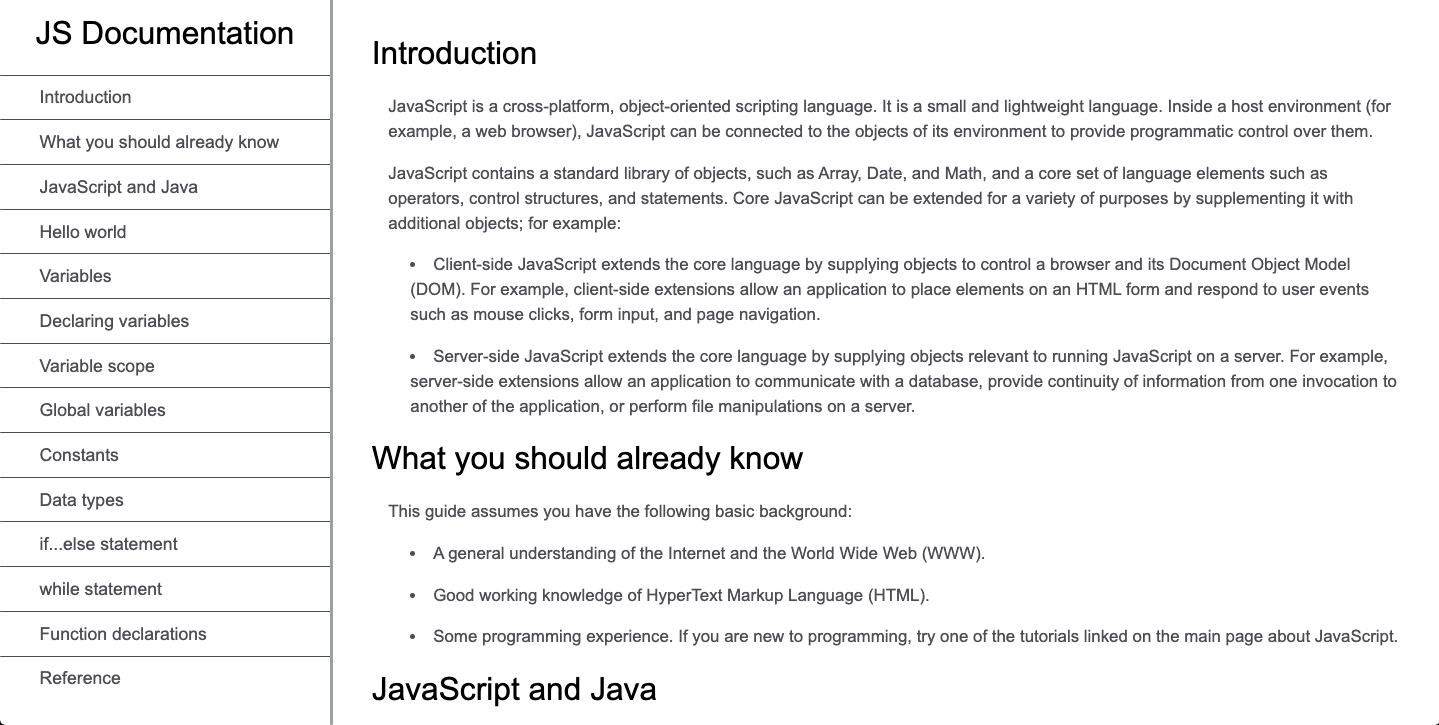 JS Documentation
Introduction
What you should already know
JavaScript and Java
Hello world
Variables
Declaring variables
Variable scope
Global variables
Constants
Data types
if...else statement
while statement
Function declarations
Reference
Introduction
JavaScript is a cross-platform, object-oriented scripting language. It is a small and lightweight language. Inside a host environment (for
example, a web browser), JavaScript can be connected to the objects of its environment to provide programmatic control over them.
JavaScript contains a standard library of objects, such as Array, Date, and Math, and a core set of language elements such as
operators, control structures, and statements. Core JavaScript can be extended for a variety of purposes by supplementing it with
additional objects; for example:
• Client-side JavaScript extends the core language by supplying objects to control a browser and its Document Object Model
(DOM). For example, client-side extensions allow an application to place elements on an HTML form and respond to user events
such as mouse clicks, form input, and page navigation.
• Server-side JavaScript extends the core language by supplying objects relevant to running JavaScript on a server. For example,
server-side extensions allow an application to communicate with a database, provide continuity of information from one invocation to
another of the application, or perform file manipulations on a server.
What you should already know
This guide assumes you have the following basic background:
• A general understanding of the Internet and the World Wide Web (WWW).
• Good working knowledge of HyperText Markup Language (HTML).
• Some programming experience. If you are new to programming, try one of the tutorials linked on the main page about JavaScript.
JavaScript and Java